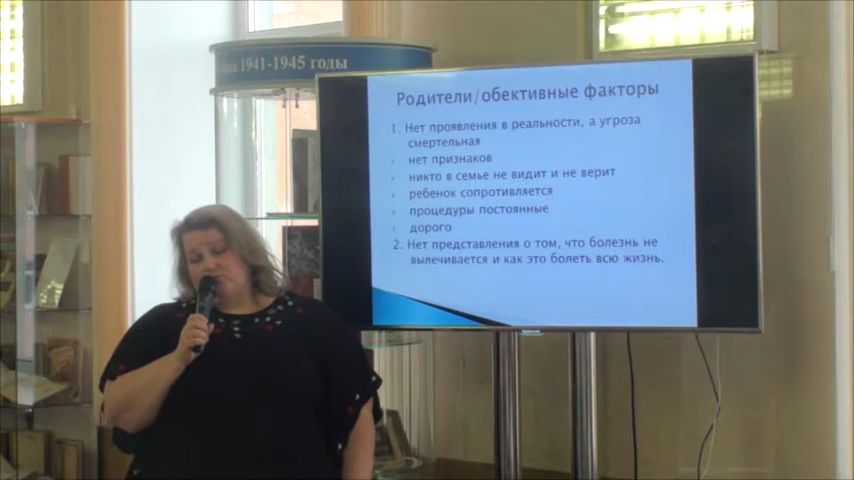 1941-1945 годы
Родители/обективные факторы
1. Нет проявления в реальности, а угроза
смертельная
нет признаков
никто в семье не видит и не верит
ребенок сопротивляется
процедуры постоянные
дорого
2. Нет представления о том, что болезнь не
вылечивается и как это болеть всю жизнь.